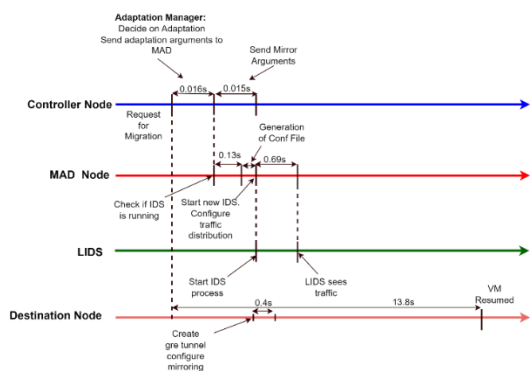 Adaptation Manager:
Decide on Adaptation
Send adaptation arguments to
MAD
Send Mirror
Arguments
0.016s
0.015s
Controller Node
Request
for
Migration
Generation
of Conf File
0.13s
0.69s
MAD Node
Check if IDS
is running
Start new IDS.
Configure
traffic
distribution
LIDS
Start IDS
process
LIDS sees
traffic
VM
Resumed
0.4s
13.8s
Destination Node
Create
gre tunnel
configure
mirroring